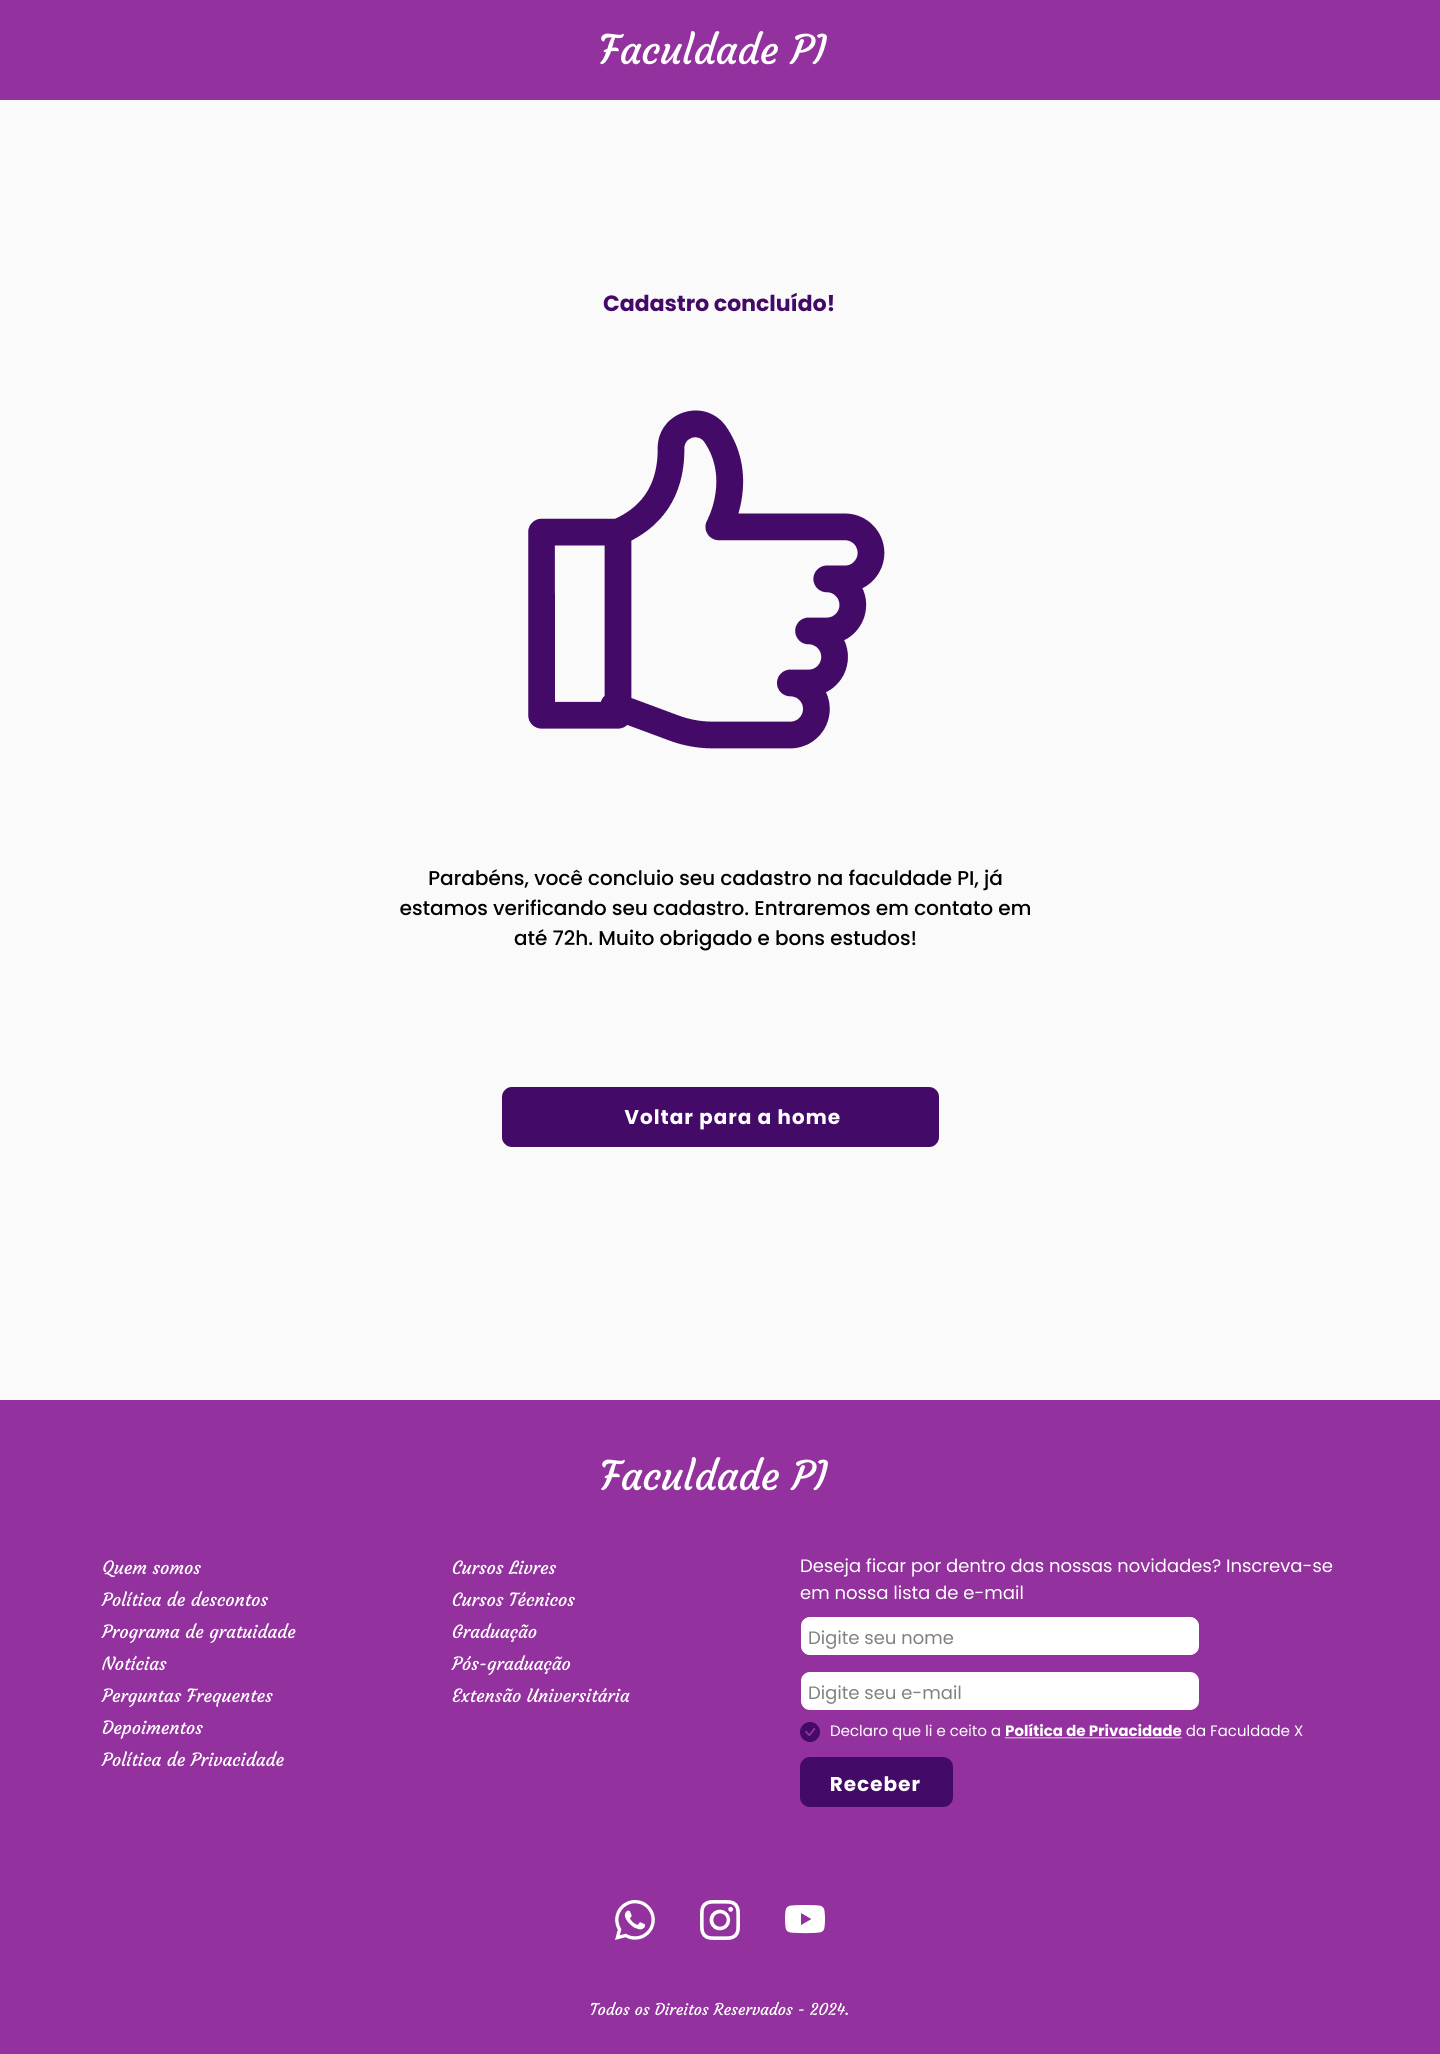 Faculdade PI
Cadastro concluído!
Parabéns, você concluio seu cadastro na faculdade PI, já
estamos verificando seu cadastro. Entraremos em contato em
até 72h. Muito obrigado e bons estudos!
Voltar para a home
Faculdade PI
Quem somos
Política de descontos
Programa de gratuidade
Notícias
Perguntas Frequentes
Depoimentos
Política de Privacidade
Cursos Livres
Cursos Técnicos
Graduação
Pós-graduação
Extensão Universitária
Deseja ficar por dentro das nossas novidades? Inscreva-se
em nossa lista de e-mail
Digite seu nome
Digite seu e-mail
Declaro que li e ceito a Política de Privacidade da Faculdade X
Receber
Todos os Direitos Reservados - 2024.